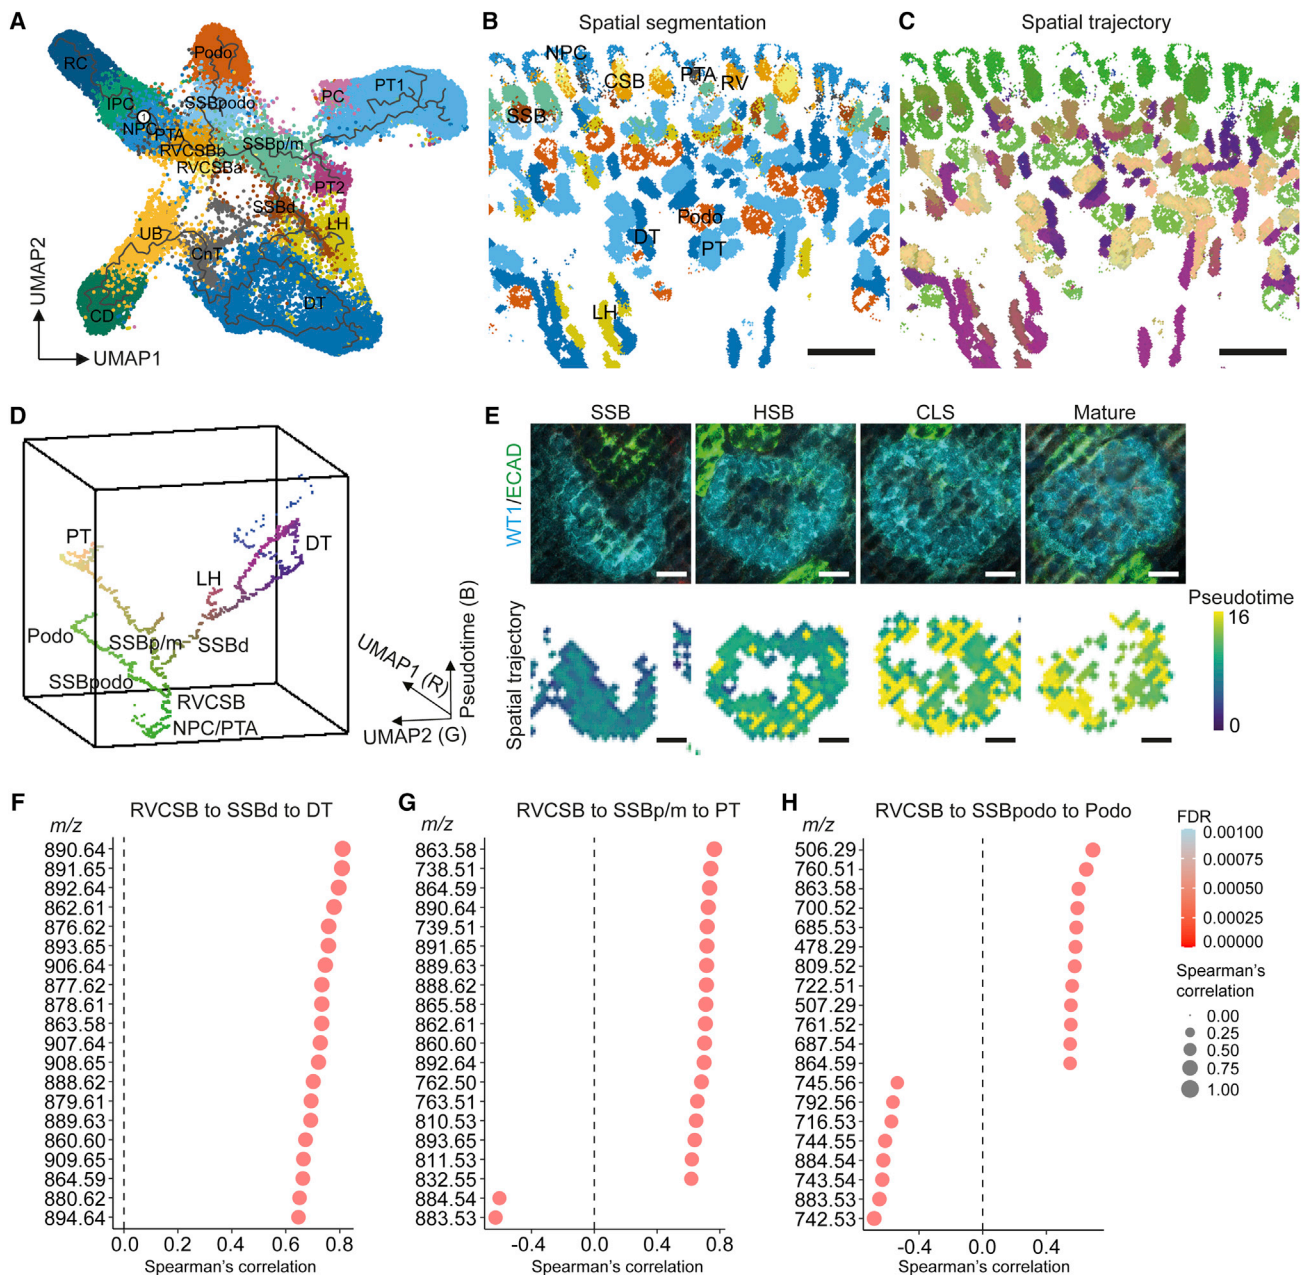 A
RC
Podo
IPC
SSBpodo
PC
PT1
1
NPC
PTA
RVCSBb
SSBp/m
RVCSBa
PT2
SSBd
LH
UB
CnT
CD
DT
UMAP2
UMAP1
B
Spatial segmentation
NPC
CSB
PTA
RV
SSB
Podo
DT
PT
LH
C
Spatial trajectory
D
PT
DT
LH
Podo
SSBp/m
SSBd
SSBpodo
RVCSB
NPC/PTA
UMAP1 (R)
UMAP2 (G)
Pseudotime (B)
E
SSB
HSB
CLS
Mature
WT1/ECAD
Spatial trajectory
Pseudotime
16
0
F
RVCSB to SSBd to DT
m/z
890.64
891.65
892.64
862.61
876.62
893.65
906.64
877.62
878.61
863.58
907.64
908.65
888.62
879.61
889.63
860.60
909.65
864.59
880.62
894.64
0.0 0.2 0.4 0.6 0.8
Spearman's correlation
G
RVCSB to SSBp/m to PT
m/z
863.58
738.51
864.59
890.64
739.51
891.65
889.63
888.62
865.58
862.61
860.60
892.64
762.50
763.51
810.53
893.65
811.53
832.55
884.54
883.53
-0.4 0.0 0.4 0.8
Spearman's correlation
H
RVCSB to SSBpodo to Podo
m/z
506.29
760.51
863.58
700.52
685.53
478.29
809.52
722.51
507.29
761.52
687.54
864.59
745.56
792.56
716.53
744.55
884.54
743.54
883.53
742.53
-0.4 0.0 0.4
Spearman's correlation
FDR
0.00100
0.00075
0.00050
0.00025
0.00000
Spearman's
correlation
0.00
0.25
0.50
0.75
1.00